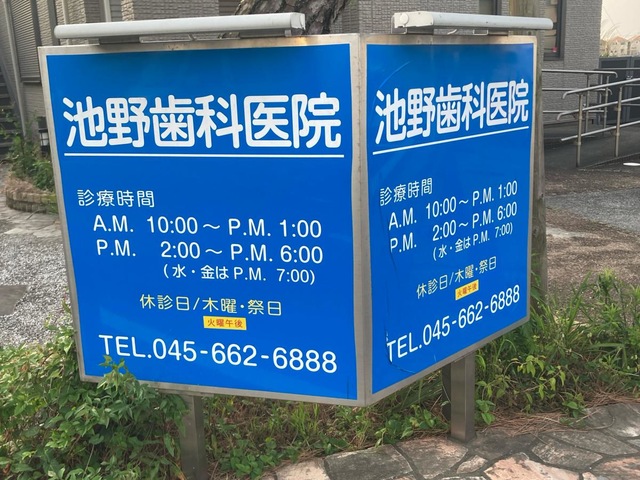 池野歯科医院
診療時間
A.M. 10:00～P.M. 1:00
P.M. 2:00～P.M. 6:00
(水・金はP.M. 7:00)
休診日/木曜・祭日
火曜午後
TEL.045-662-6888
池野歯科医院
診療時間
A.M. 10:00～P.M. 1:00
P.M. 2:00～P.M. 6:00
(水・金はP.M. 7:00)
休診日/木曜・祭日
火曜午後
TEL.045-662-6888